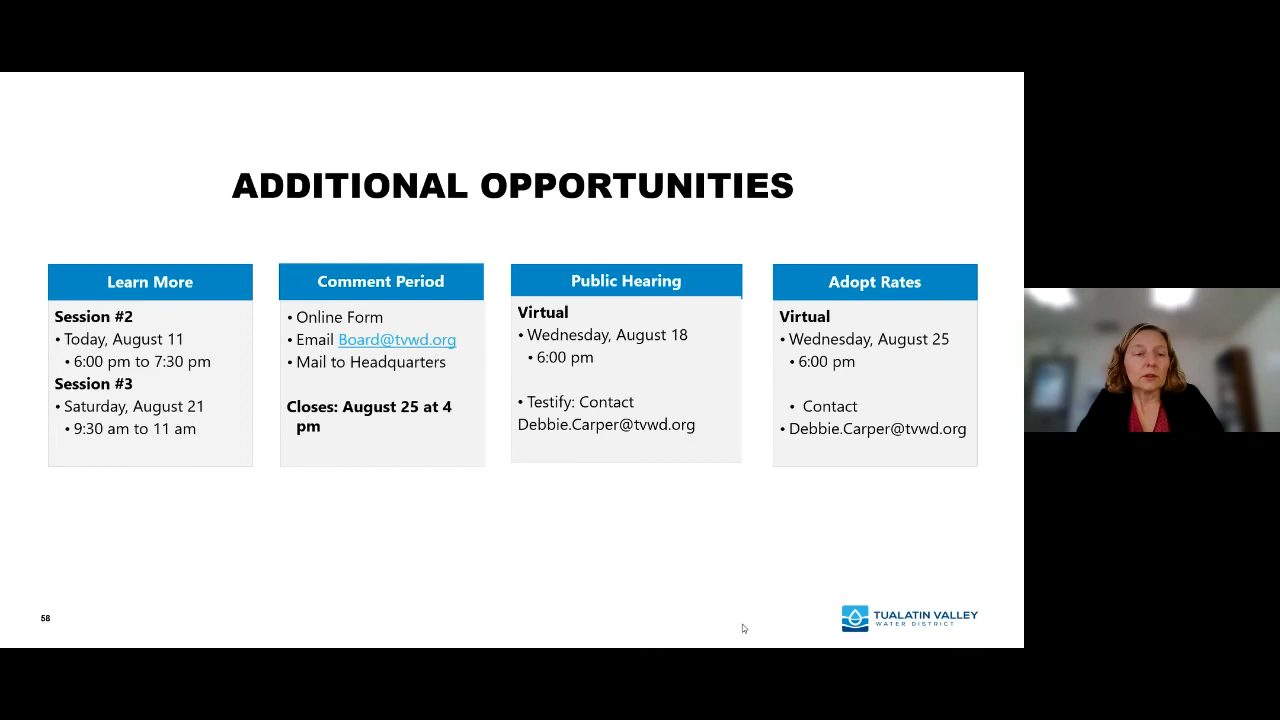 ADDITIONAL OPPORTUNITIES
Learn More
Session #2
• Today, August 11
• 6:00 pm to 7:30 pm
Session #3
• Saturday, August 21
• 9:30 am to 11 am
Comment Period
• Online Form
• Email Board@tvwd.org
• Mail to Headquarters
Closes: August 25 at 4
pm
Public Hearing
Virtual
• Wednesday, August 18
• 6:00 pm
• Testify: Contact
Debbie.Carper@tvwd.org
Adopt Rates
Virtual
• Wednesday, August 25
• 6:00 pm
• Contact
• Debbie.Carper@tvwd.org
58
TUALATIN VALLEY
WATER DISTRICT